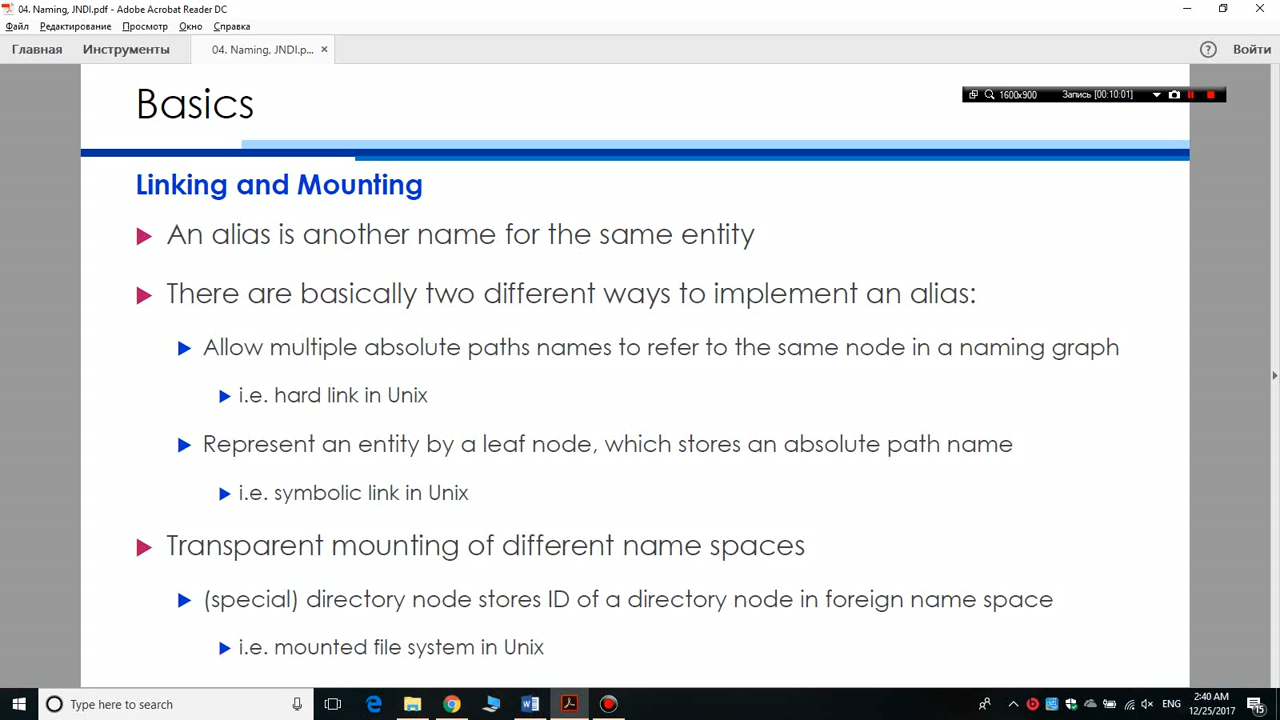 04. Naming, JNDI.pdf - Adobe Acrobat Reader DC
Файл Редактирование Просмотр Окно Справка
Главная Инструменты 04. Naming, JNDI.p... × ? Войти
Basics
1600x900 Запись [00:10:01]
Linking and Mounting
An alias is another name for the same entity
There are basically two different ways to implement an alias:
Allow multiple absolute paths names to refer to the same node in a naming graph
i.e. hard link in Unix
Represent an entity by a leaf node, which stores an absolute path name
i.e. symbolic link in Unix
Transparent mounting of different name spaces
(special) directory node stores ID of a directory node in foreign name space
i.e. mounted file system in Unix
Type here to search
ENG
2:40 AM
12/25/2017
15